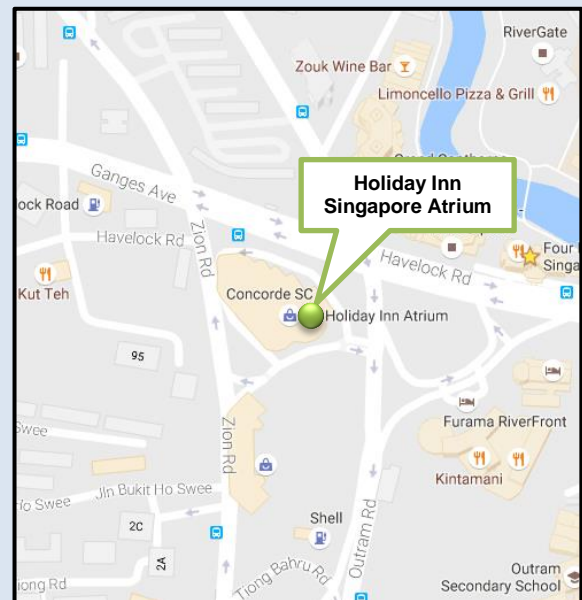 RiverGate
Zouk Wine Bar
Limoncello Pizza & Grill
Ganges Ave
Holiday Inn
Singapore Atrium
ock Road
Zion Rd
Havelock Rd
Havelock Rd
Four
Singa
Kut Teh
Concorde SC
Holiday Inn Atrium
95
Furama RiverFront
Swee
Zion Rd
Kintamani
Jln Bukit Ho Swee
Ho Swee
2C
Shell
Outram Rd
2A
Tiong Bahru Rd
Outram
Secondary School
iong Rd